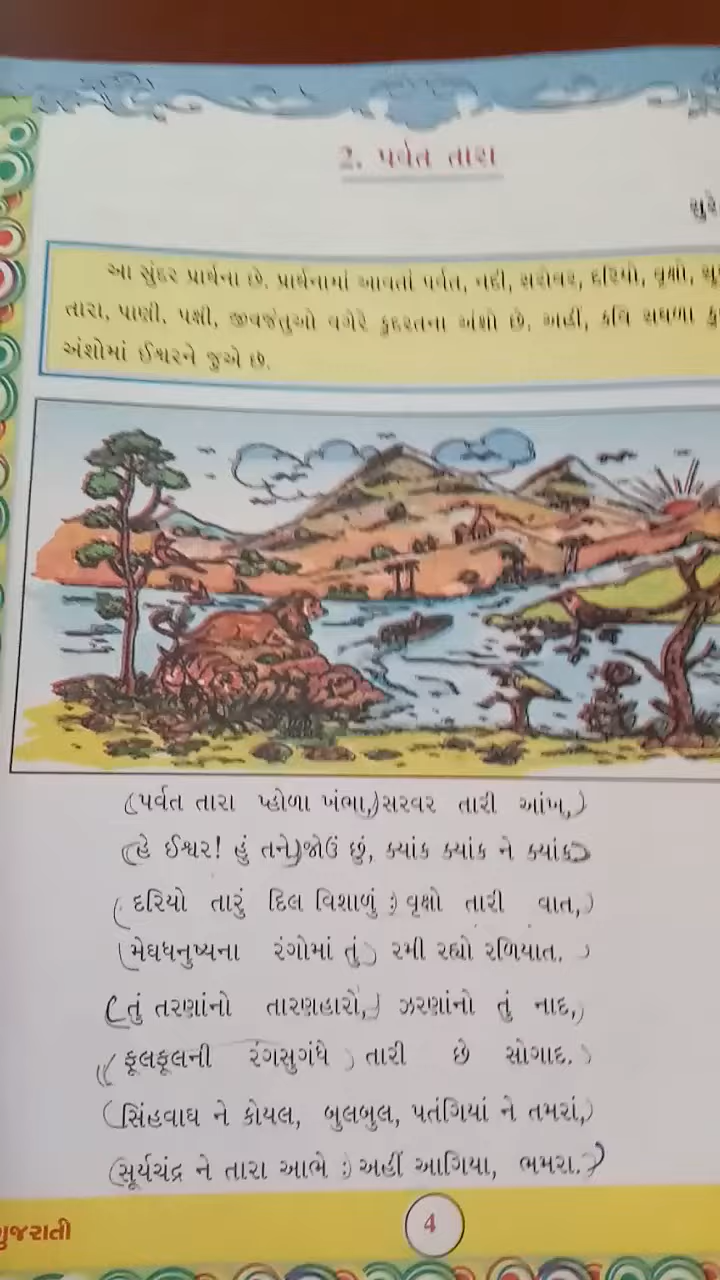 2. પર્વત તારા
સુરે
આ સુંદર પ્રાર્થના છે. પ્રાર્થનામાં આવતાં પર્વત, નદી, સરોવર, દરિયો, વૃક્ષો, સૂ
તારા, પાણી, પક્ષી, જીવજંતુઓ વગેરે કુદરતના અંશો છે. અહીં, કવિ સઘળા કુ
અંશોમાં ઈશ્વરને જુએ છે.
(પર્વત તારા પ્હોળા ખંભા,) સરવર તારી આંખ,)
(હે ઈશ્વર! હું તને) જોઉં છું, ક્યાંક ક્યાંક ને ક્યાંક)
( દરિયો તારું દિલ વિશાળું :) વૃક્ષો તારી વાત,)
(મેઘધનુષ્યના રંગોમાં તું) રમી રહ્યો રળિયાત. )
(તું તરણાંનો તારણહારો,) ઝરણાંનો તું નાદ,)
(ફૂલફૂલની રંગસુગંધે ) તારી છે સોગાદ. )
(સિંહવાઘ ને કોયલ, બુલબુલ, પતંગિયાં ને તમરાં,)
(સૂર્યચંદ્ર ને તારા આભે :) અહીં આગિયા, ભમરા.)
ગુજરાતી
4